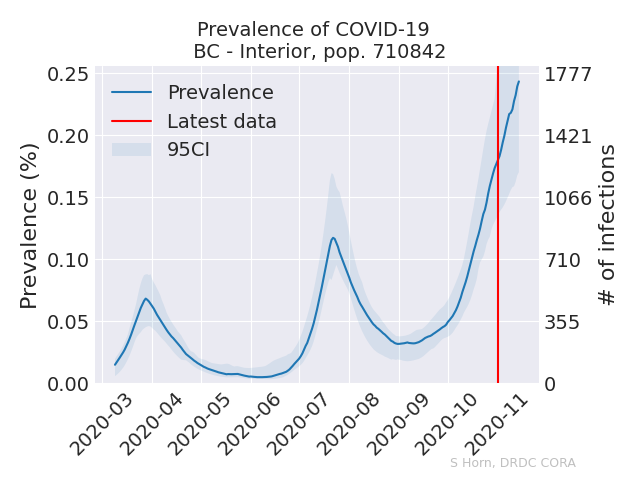 Prevalence of COVID-19
BC - Interior, pop. 710842
Prevalence
Latest data
95CI
Prevalence (%)
0.25
0.20
0.15
0.10
0.05
0.00
1777
1421
1066
710
355
0
# of infections
2020-03
2020-04
2020-05
2020-06
2020-07
2020-08
2020-09
2020-10
2020-11
S Horn, DRDC CORA